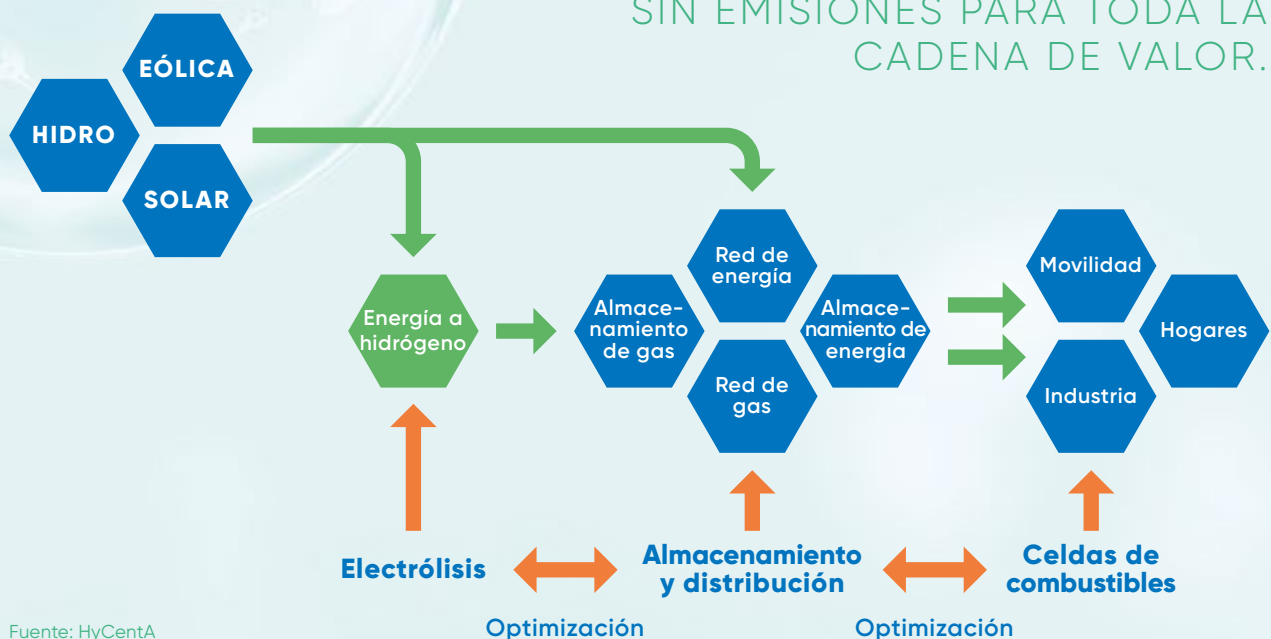 SIN EMISIONES PARA TODA LA
CADENA DE VALOR.
EÓLICA
HIDRO
SOLAR
Energía a
hidrógeno
Almace-
namiento
de gas
Red de
energía
Red de
gas
Almace-
namiento de
energía
Movilidad
Hogares
Industria
Electrólisis
Almacenamiento
y distribución
Celdas de
combustibles
Optimización
Optimización
Fuente: HyCentA